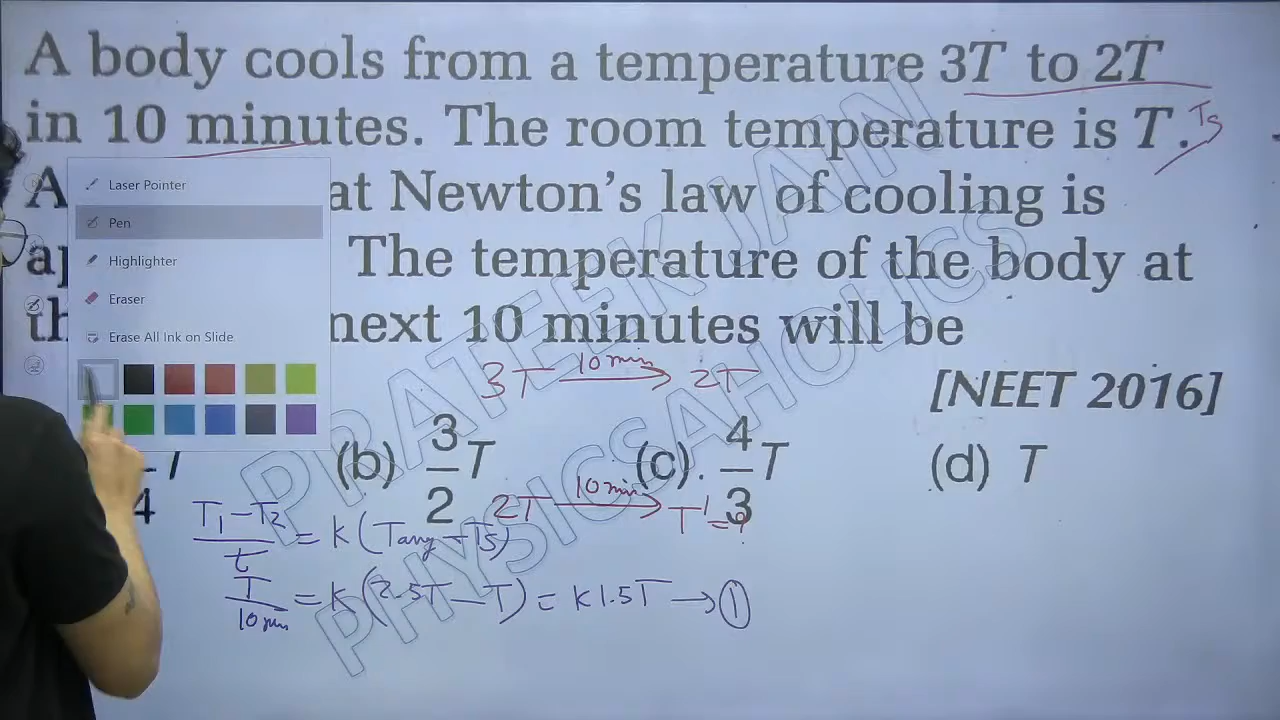 A body cools from a temperature 3T to 2T
in 10 minutes. The room temperature is T. Ts
A at Newton's law of cooling is
ap The temperature of the body at
th next 10 minutes will be
Laser Pointer
Pen
Highlighter
Eraser
Erase All Ink on Slide
3T 10 min → 2T
[NEET 2016]
4
(b) 3/2 T (c). 4/3 T (d) T
2T 10 min → T' = ?
T1 - T2 / t = K (Tavg - Ts)
T / 10 min = K (2.5T - T) = K 1.5T → ①
PRATEEK JAIN
PHYSICSAHOLICS